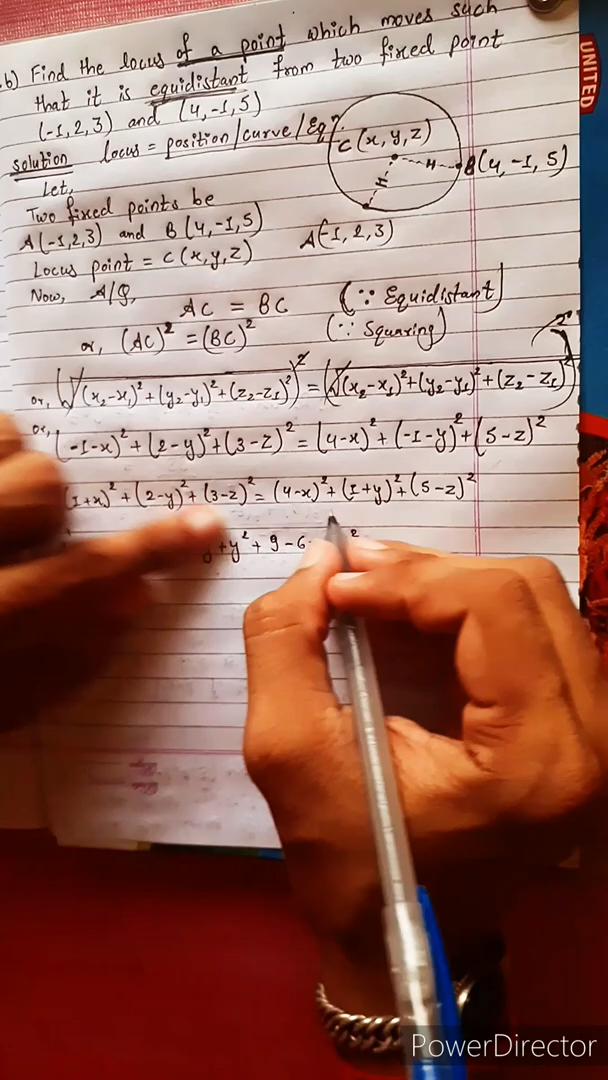 .b) Find the locus of a point which moves such
that it is equidistant from two fixed point
(-1,2,3) and (4,-1,5)
solution locus = position/curve/Eqn.
Let,
Two fixed points be
A(-1,2,3) and B(4,-1,5)
Locus point = C(x,y,z)
C(x,y,z)
B(4,-1,5)
A(-1,2,3)
Now, A/Q,
AC = BC (∵ Equidistant)
or, (AC)² = (BC)² (∵ Squaring)
or, (√(x₂-x₁)²+(y₂-y₁)²+(z₂-z₁)²)² = (√(x₂-x₁)²+(y₂-y₁)²+(z₂-z₁)²)²
or, (-1-x)²+(2-y)²+(3-z)² = (4-x)²+(-1-y)²+(5-z)²
(1+x)²+(2-y)²+(3-z)² = (4-x)²+(1+y)²+(5-z)²
y+y²+9-6
UNITED
PowerDirector